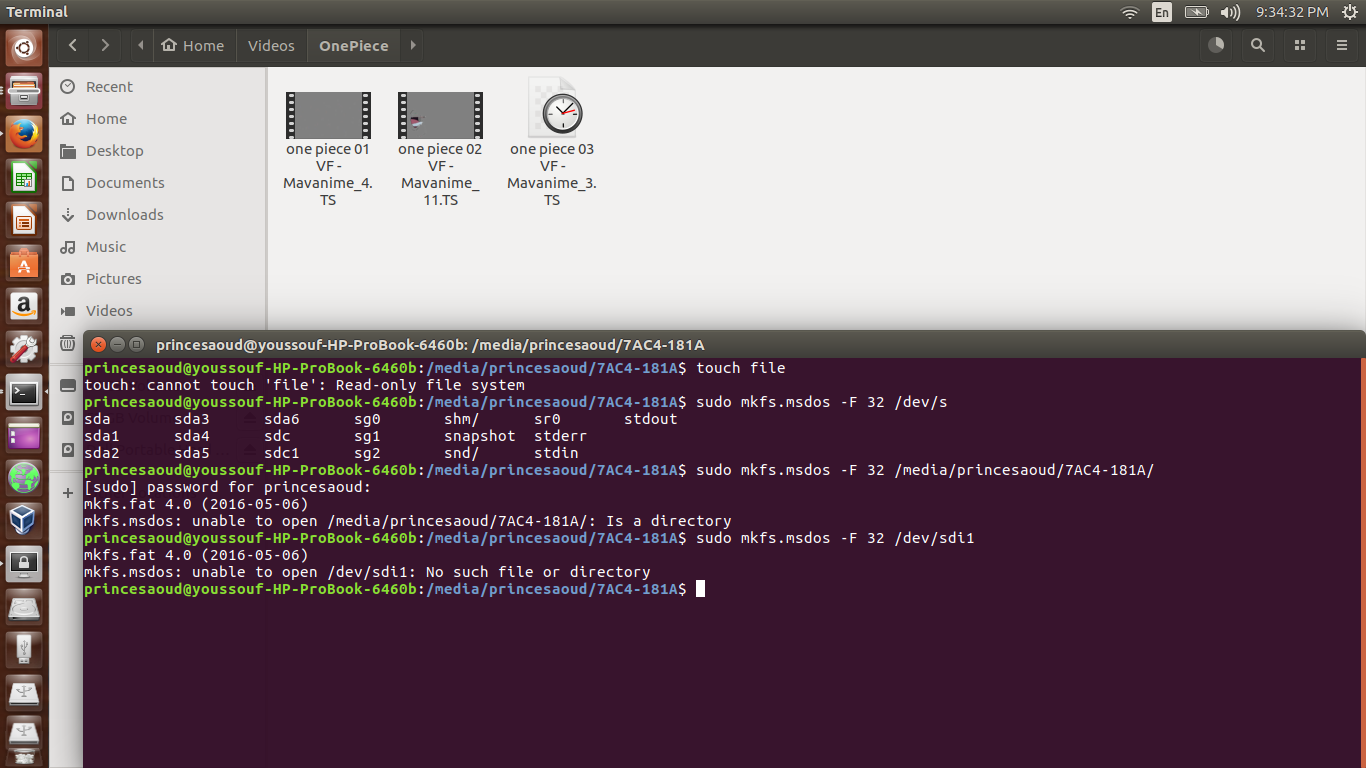 Terminal
En
9:34:32 PM
Home
Videos
OnePiece
Recent
Home
Desktop
Documents
Downloads
Music
Pictures
Videos
one piece 01
VF -
Mavanime_4.
TS
one piece 02
VF -
Mavanime_
11.TS
one piece 03
VF -
Mavanime_3.
TS
princesaoud@youssouf-HP-ProBook-6460b: /media/princesaoud/7AC4-181A
princesaoud@youssouf-HP-ProBook-6460b:/media/princesaoud/7AC4-181A$ touch file
touch: cannot touch 'file': Read-only file system
princesaoud@youssouf-HP-ProBook-6460b:/media/princesaoud/7AC4-181A$ sudo mkfs.msdos -F 32 /dev/s
sda sda3 sda6 sg0 shm/ sr0 stdout
sda1 sda4 sdc sg1 snapshot stderr
sda2 sda5 sdc1 sg2 snd/ stdin
princesaoud@youssouf-HP-ProBook-6460b:/media/princesaoud/7AC4-181A$ sudo mkfs.msdos -F 32 /media/princesaoud/7AC4-181A/
[sudo] password for princesaoud:
mkfs.fat 4.0 (2016-05-06)
mkfs.msdos: unable to open /media/princesaoud/7AC4-181A/: Is a directory
princesaoud@youssouf-HP-ProBook-6460b:/media/princesaoud/7AC4-181A$ sudo mkfs.msdos -F 32 /dev/sdi1
mkfs.fat 4.0 (2016-05-06)
mkfs.msdos: unable to open /dev/sdi1: No such file or directory
princesaoud@youssouf-HP-ProBook-6460b:/media/princesaoud/7AC4-181A$